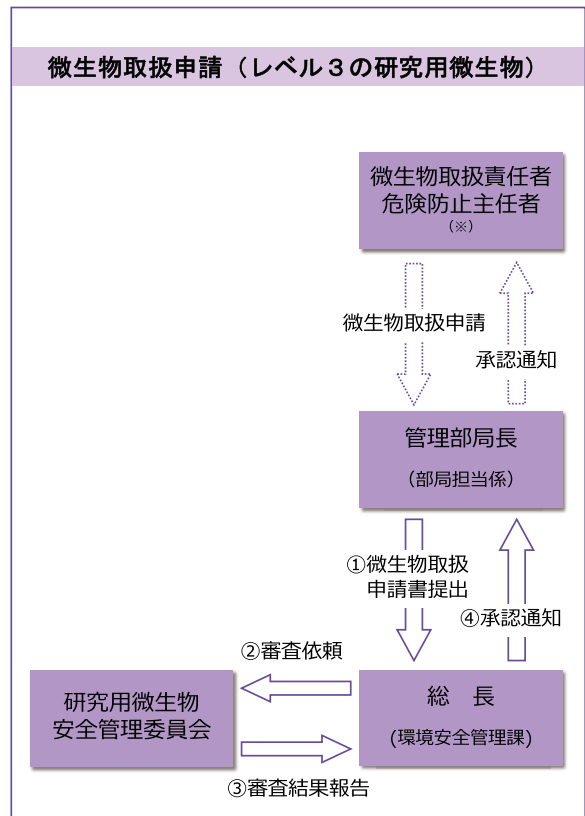 微生物取扱申請（レベル３の研究用微生物）
微生物取扱責任者
危険防止主任者
（※）
微生物取扱申請
承認通知
管理部局長
（部局担当係）
①微生物取扱
申請書提出
④承認通知
②審査依頼
研究用微生物
安全管理委員会
総　長
(環境安全管理課)
③審査結果報告